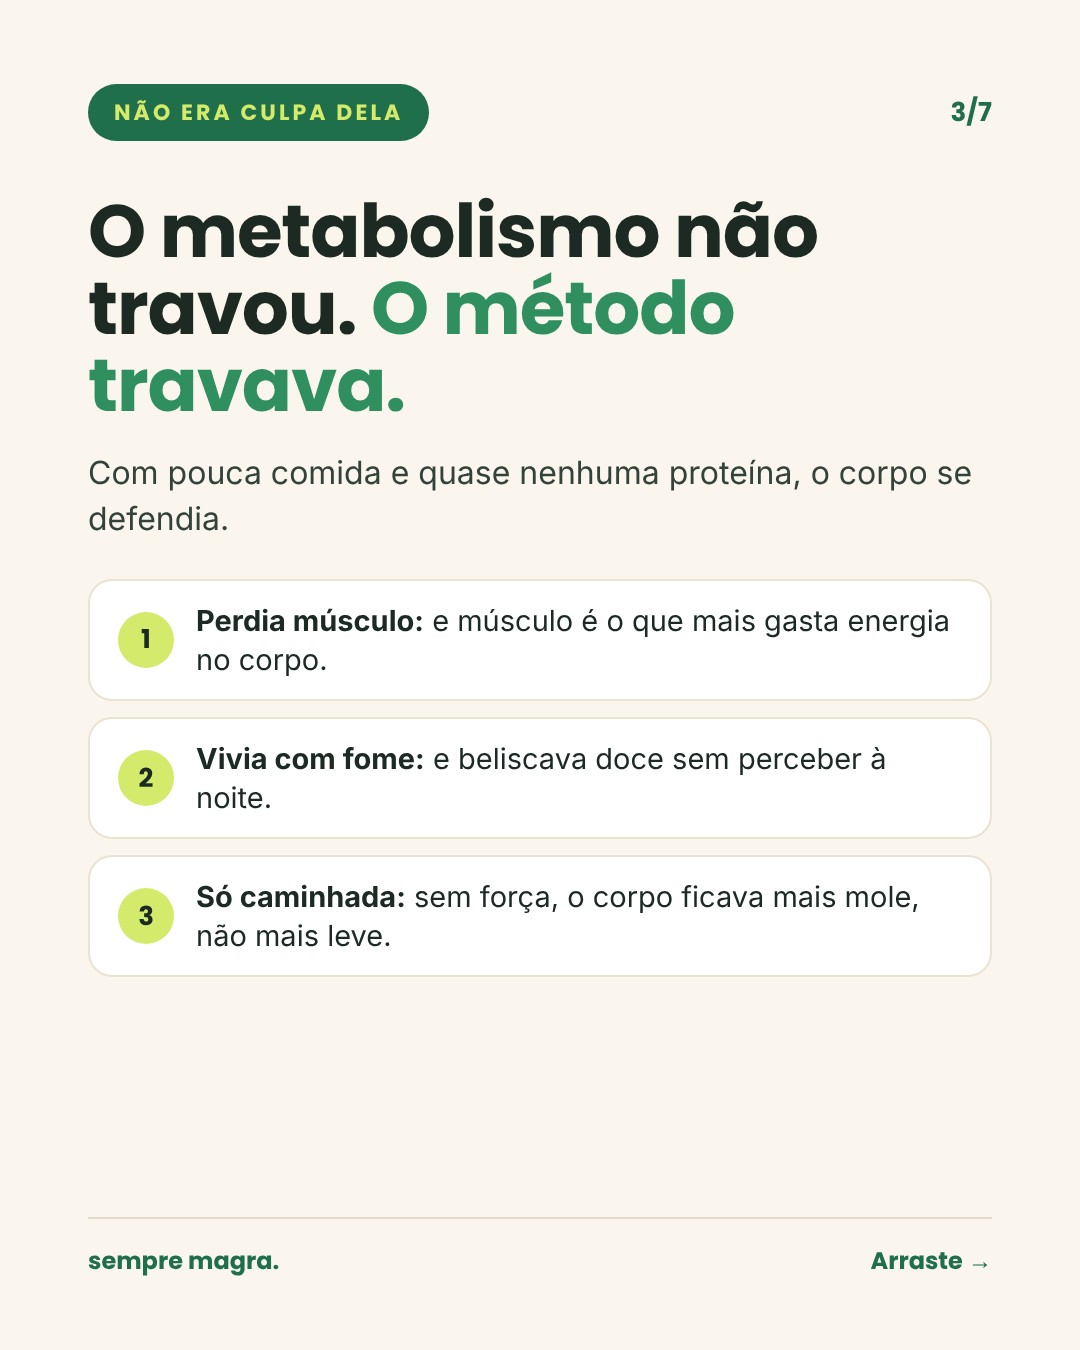 NÃO ERA CULPA DELA
3/7
O metabolismo não
travou. O método
travava.
Com pouca comida e quase nenhuma proteína, o corpo se
defendia.
1
Perdia músculo: e músculo é o que mais gasta energia
no corpo.
2
Vivia com fome: e beliscava doce sem perceber à
noite.
3
Só caminhada: sem força, o corpo ficava mais mole,
não mais leve.
sempre magra.
Arraste →